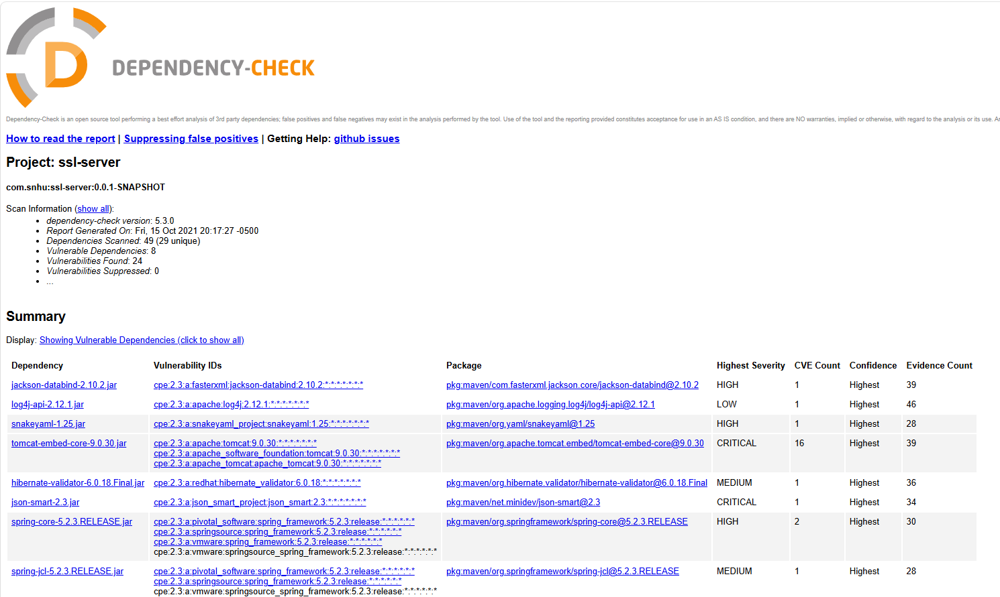 D
DEPENDENCY-CHECK
Dependency-Check is an open source tool performing a best effort analysis of 3rd party dependencies; false positives and false negatives may exist in the analysis performed by the tool. Use of the tool and the reporting provided constitutes acceptance for use in an AS IS condition, and there are NO warranties, implied or otherwise, with regard to the analysis or its use. A
How to read the report | Suppressing false positives | Getting Help: github issues
Project: ssl-server
com.snhu:ssl-server:0.0.1-SNAPSHOT
Scan Information (show all):
• dependency-check version: 5.3.0
• Report Generated On: Fri, 15 Oct 2021 20:17:27 -0500
• Dependencies Scanned: 49 (29 unique)
• Vulnerable Dependencies: 8
• Vulnerabilities Found: 24
• Vulnerabilities Suppressed: 0
• ...
Summary
Display: Showing Vulnerable Dependencies (click to show all)
Dependency Vulnerability IDs Package Highest Severity CVE Count Confidence Evidence Count
jackson-databind-2.10.2.jar cpe:2.3:a:fasterxml:jackson-databind:2.10.2:*:*:*:*:*:*:* pkg:maven/com.fasterxml.jackson.core/jackson-databind@2.10.2 HIGH 1 Highest 39
log4j-api-2.12.1.jar cpe:2.3:a:apache:log4j:2.12.1:*:*:*:*:*:*:* pkg:maven/org.apache.logging.log4j/log4j-api@2.12.1 LOW 1 Highest 46
snakeyaml-1.25.jar cpe:2.3:a:snakeyaml_project:snakeyaml:1.25:*:*:*:*:*:*:* pkg:maven/org.yaml/snakeyaml@1.25 HIGH 1 Highest 28
tomcat-embed-core-9.0.30.jar cpe:2.3:a:apache:tomcat:9.0.30:*:*:*:*:*:*:* pkg:maven/org.apache.tomcat.embed/tomcat-embed-core@9.0.30 CRITICAL 16 Highest 39
cpe:2.3:a:apache_software_foundation:tomcat:9.0.30:*:*:*:*:*:*:*
cpe:2.3:a:apache_tomcat:apache_tomcat:9.0.30:*:*:*:*:*:*:*
hibernate-validator-6.0.18.Final.jar cpe:2.3:a:redhat:hibernate_validator:6.0.18:*:*:*:*:*:*:* pkg:maven/org.hibernate.validator/hibernate-validator@6.0.18.Final MEDIUM 1 Highest 36
json-smart-2.3.jar cpe:2.3:a:json_smart_project:json_smart:2.3:*:*:*:*:*:*:* pkg:maven/net.minidev/json-smart@2.3 CRITICAL 1 Highest 34
spring-core-5.2.3.RELEASE.jar cpe:2.3:a:pivotal_software:spring_framework:5.2.3:release:*:*:*:*:*:* pkg:maven/org.springframework/spring-core@5.2.3.RELEASE HIGH 2 Highest 30
cpe:2.3:a:springsource:spring_framework:5.2.3:release:*:*:*:*:*:*
cpe:2.3:a:vmware:spring_framework:5.2.3:release:*:*:*:*:*:*
cpe:2.3:a:vmware:springsource_spring_framework:5.2.3:release:*:*:*:*:*:*
spring-jcl-5.2.3.RELEASE.jar cpe:2.3:a:pivotal_software:spring_framework:5.2.3:release:*:*:*:*:*:* pkg:maven/org.springframework/spring-jcl@5.2.3.RELEASE MEDIUM 1 Highest 28
cpe:2.3:a:springsource:spring_framework:5.2.3:release:*:*:*:*:*:*
cpe:2.3:a:vmware:springsource_spring_framework:5.2.3:release:*:*:*:*:*:*